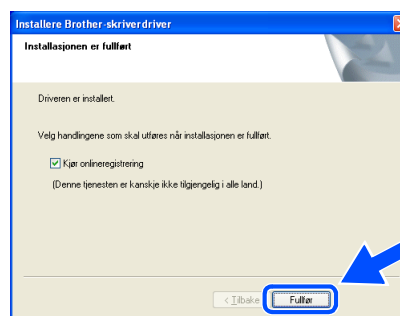 Installere Brother-skriverdriver
Installasjonen er fullført
Driveren er installert.
Velg handlingene som skal utføres når installasjonen er fullført.
Kjør onlineregistrering
(Denne tjenesten er kanskje ikke tilgjengelig i alle land.)
< Tilbake
Fullfør